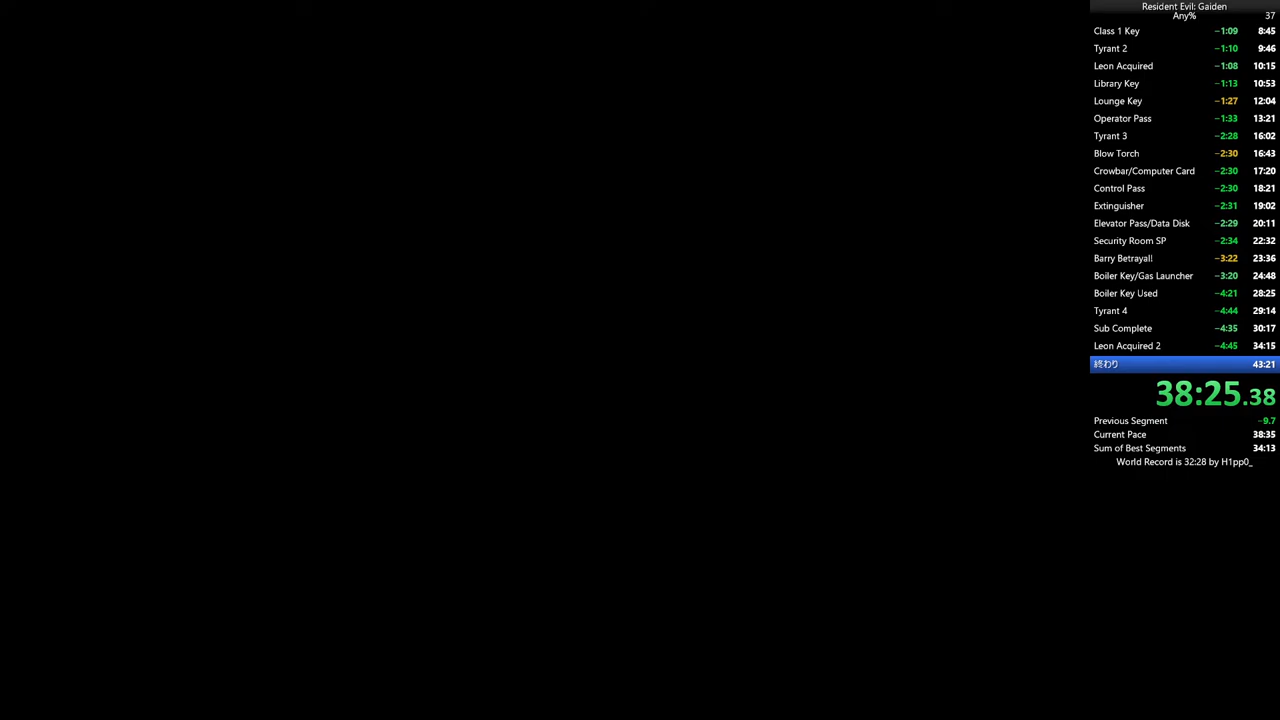 Resident Evil: Gaiden
Any% 37
Class 1 Key −1:09 8:45
Tyrant 2 −1:10 9:46
Leon Acquired −1:08 10:15
Library Key −1:13 10:53
Lounge Key −1:27 12:04
Operator Pass −1:33 13:21
Tyrant 3 −2:28 16:02
Blow Torch −2:30 16:43
Crowbar/Computer Card −2:30 17:20
Control Pass −2:30 18:21
Extinguisher −2:31 19:02
Elevator Pass/Data Disk −2:29 20:11
Security Room SP −2:34 22:32
Barry Betrayal! −3:22 23:36
Boiler Key/Gas Launcher −3:20 24:48
Boiler Key Used −4:21 28:25
Tyrant 4 −4:44 29:14
Sub Complete −4:35 30:17
Leon Acquired 2 −4:45 34:15
終わり 43:21
38:25.38
Previous Segment −9.7
Current Pace 38:35
Sum of Best Segments 34:13
World Record is 32:28 by H1pp0_